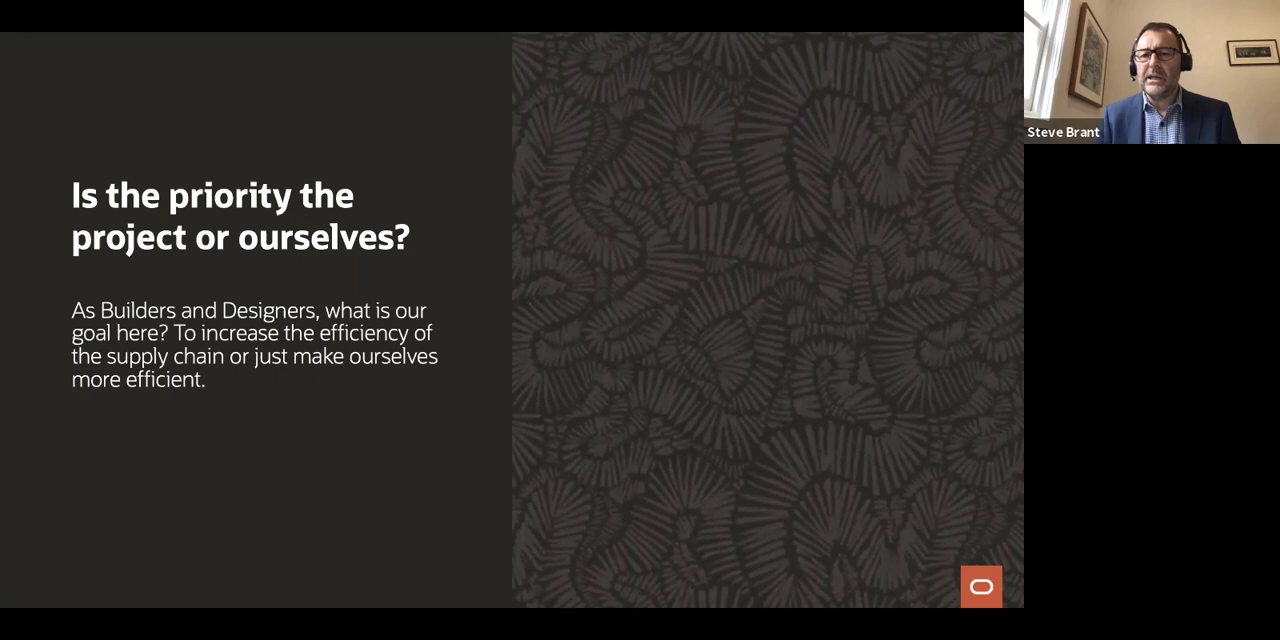 Is the priority the
project or ourselves?
As Builders and Designers, what is our
goal here? To increase the efficiency of
the supply chain or just make ourselves
more efficient.
Steve Brant